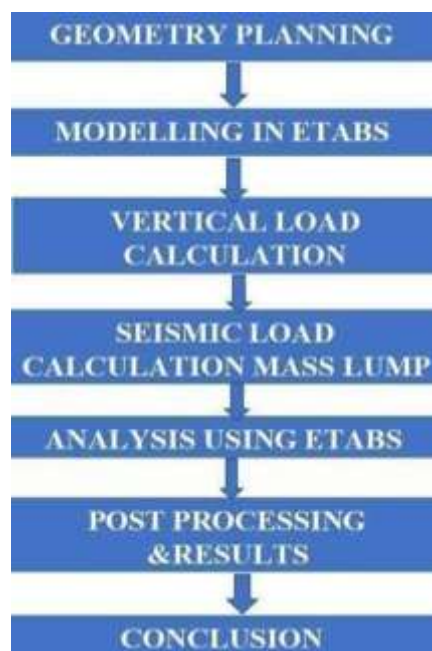 GEOMETRY PLANNING
MODELLING IN ETABS
VERTICAL LOAD
CALCULATION
SEISMIC LOAD
CALCULATION MASS LUMP
ANALYSIS USING ETABS
POST PROCESSING
&RESULTS
CONCLUSION